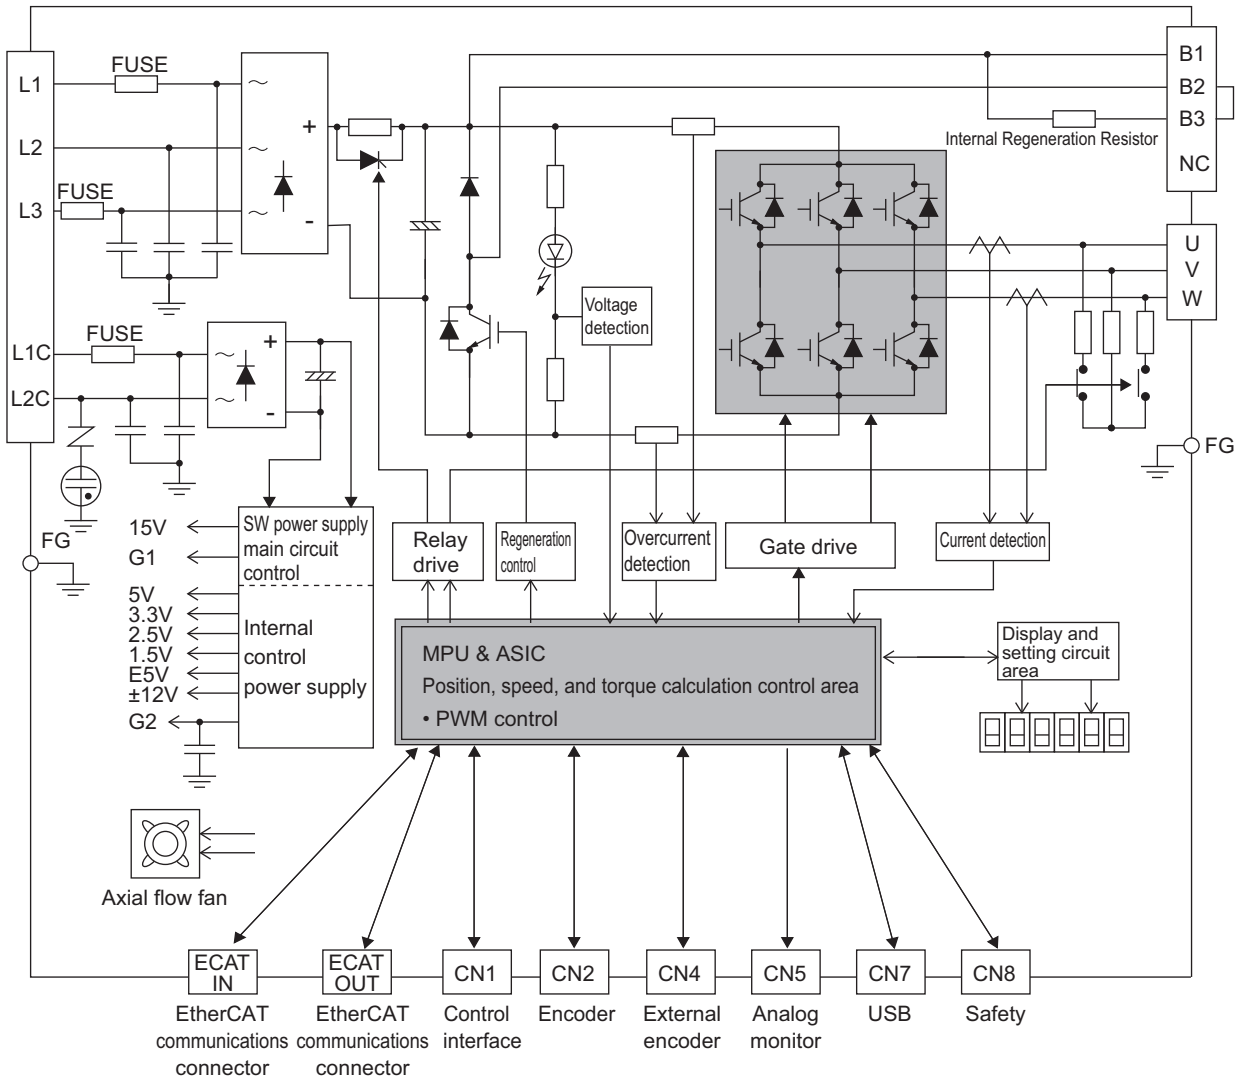 FUSE
L1
L2
FUSE
L3
+
-
B1
B2
B3
Internal Regeneration Resistor
NC
U
V
W
Voltage
detection
FUSE
L1C
L2C
+
-
FG
FG
15V
G1
5V
3.3V
2.5V
1.5V
E5V
±12V
G2
SW power supply
main circuit
control
Internal
control
power supply
Relay
drive
Regeneration
control
Overcurrent
detection
Gate drive
Current detection
MPU & ASIC
Position, speed, and torque calculation control area
• PWM control
Display and
setting circuit
area
Axial flow fan
ECAT
IN
ECAT
OUT
CN1
CN2
CN4
CN5
CN7
CN8
EtherCAT
communications
connector
EtherCAT
communications
connector
Control
interface
Encoder
External
encoder
Analog
monitor
USB
Safety